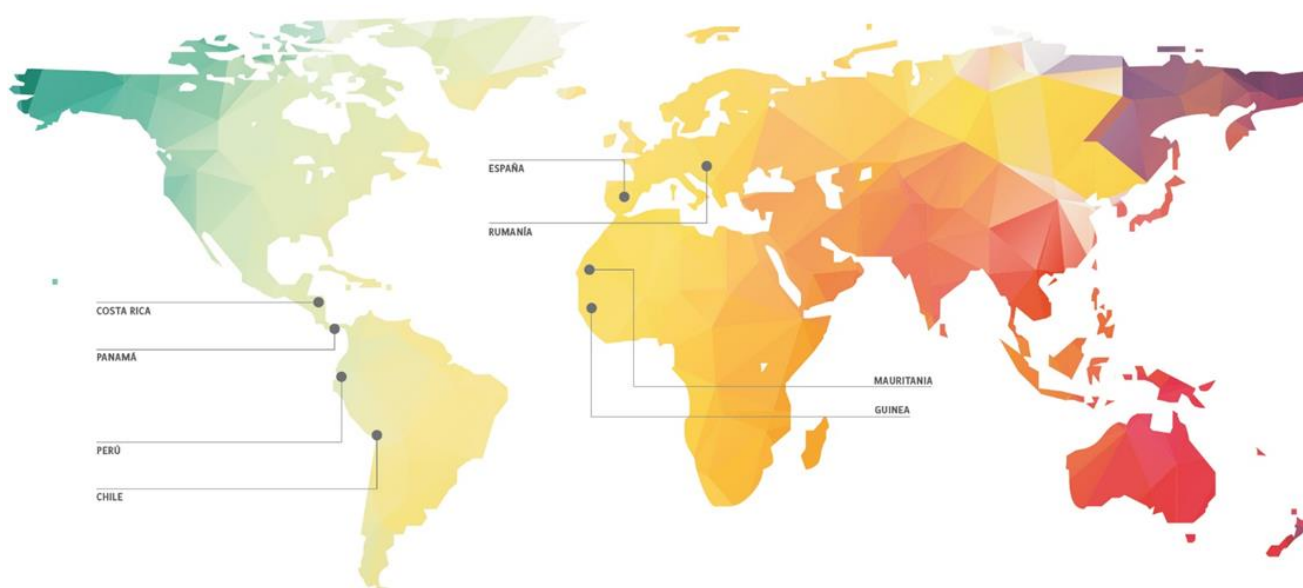 ESPAÑA
RUMANÍA
COSTA RICA
PANAMÁ
MAURITANIA
GUINEA
PERÚ
CHILE